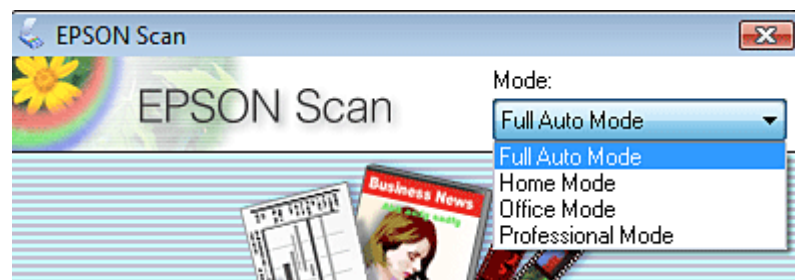 EPSON Scan
EPSON Scan
Mode:
Full Auto Mode
Full Auto Mode
Home Mode
Office Mode
Professional Mode
Business News